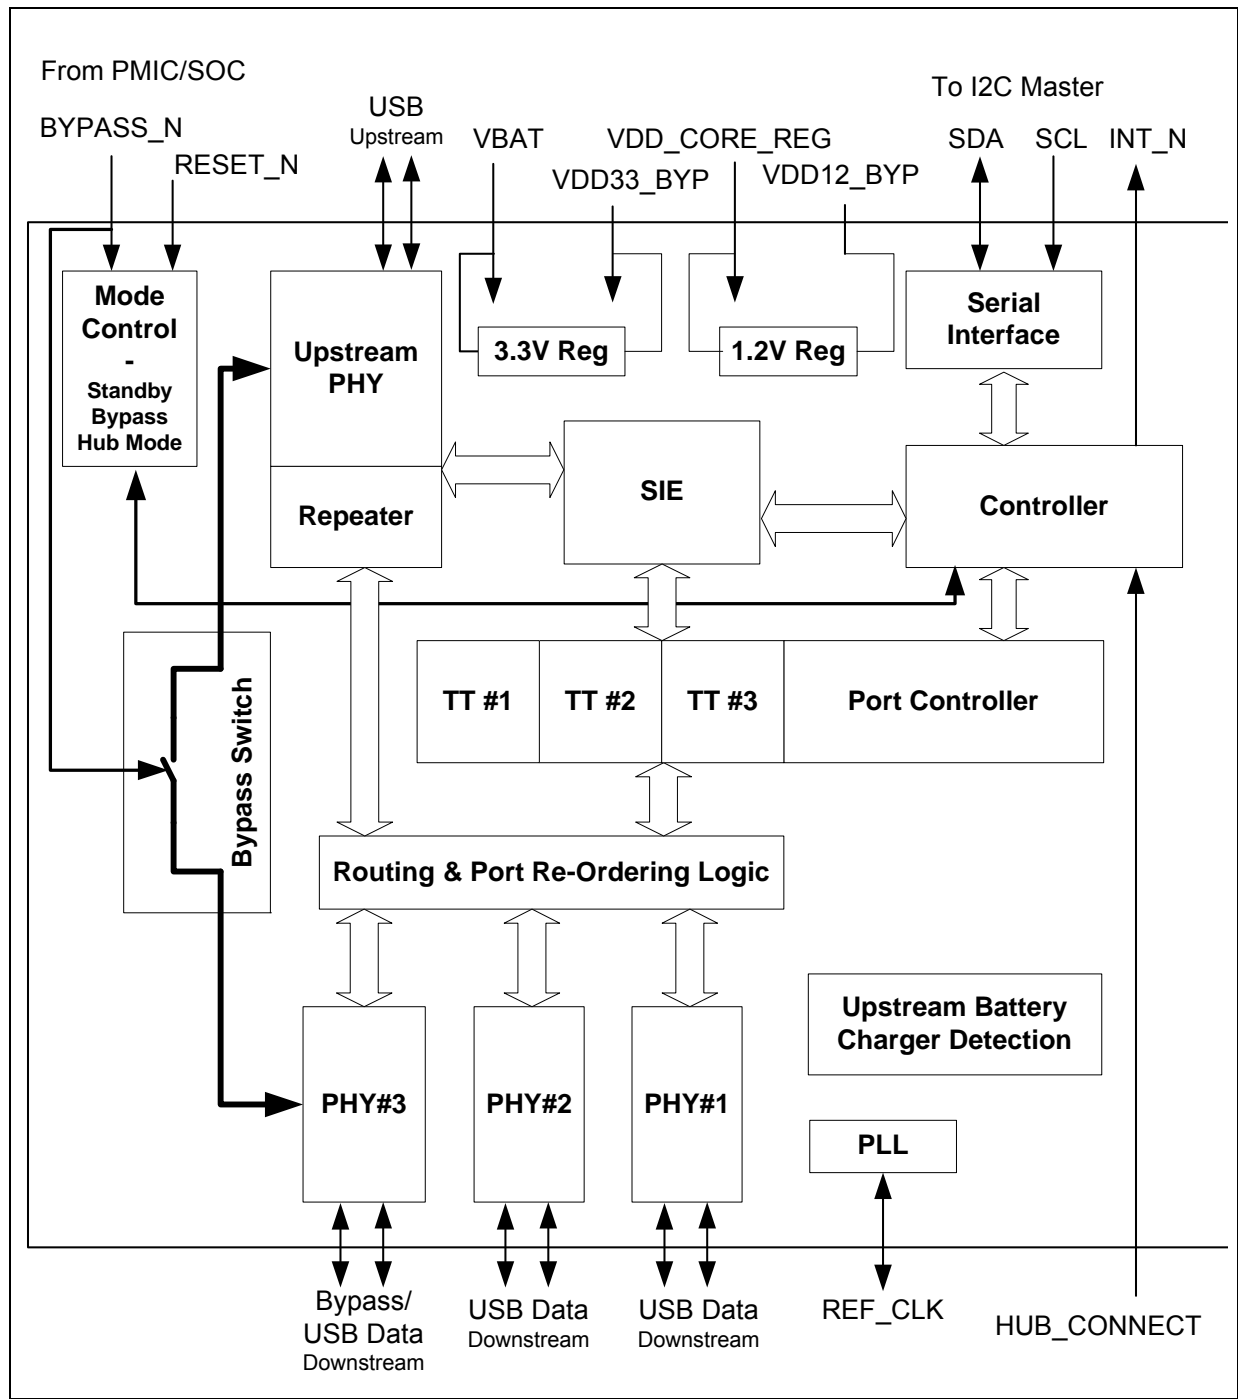 From PMIC/SOC
To I2C Master
BYPASS_N
RESET_N
USB
Upstream
VBAT
VDD33_BYP
VDD_CORE_REG
VDD12_BYP
SDA
SCL
INT_N
Mode
Control
-
Standby
Bypass
Hub Mode
Upstream
PHY
Repeater
3.3V Reg
1.2V Reg
Serial
Interface
SIE
Controller
Bypass Switch
TT #1
TT #2
TT #3
Port Controller
Routing & Port Re-Ordering Logic
PHY#3
PHY#2
PHY#1
Upstream Battery
Charger Detection
PLL
Bypass/
USB Data
Downstream
USB Data
Downstream
USB Data
Downstream
REF_CLK
HUB_CONNECT